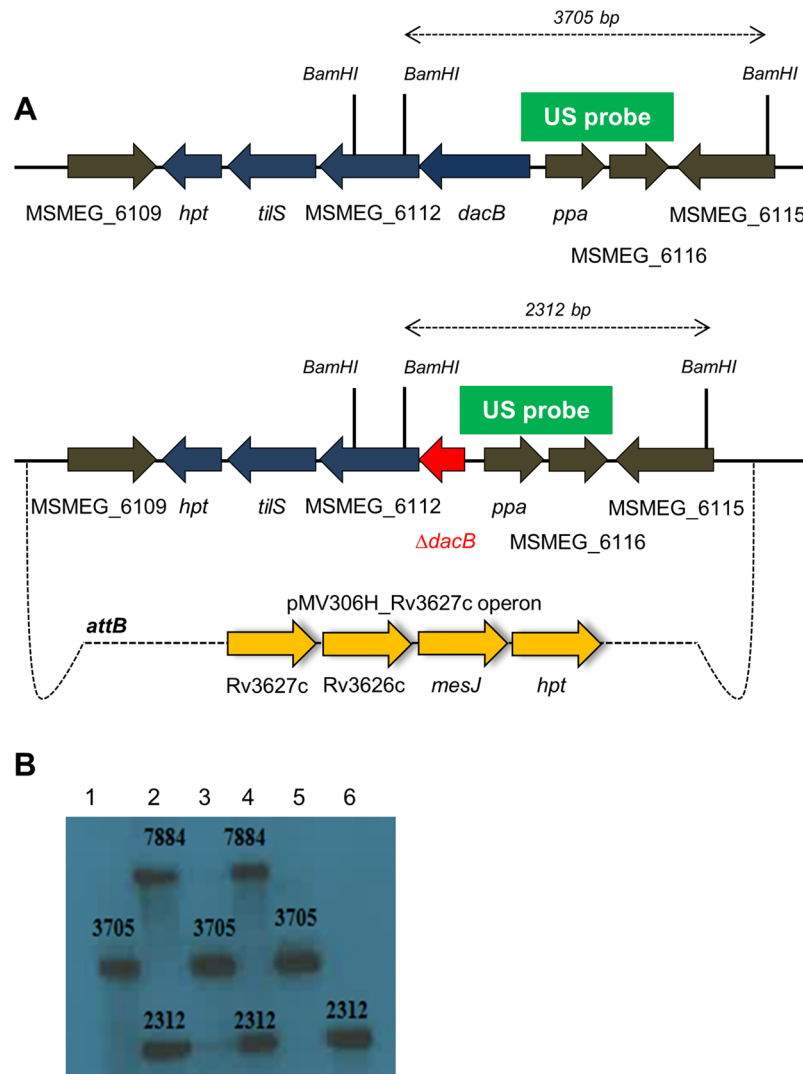 3705 bp
BamHI BamHI BamHI
A
US probe
MSMEG_6109 hpt tilS MSMEG_6112 dacB ppa MSMEG_6115
MSMEG_6116
2312 bp
BamHI BamHI BamHI
US probe
MSMEG_6109 hpt tilS MSMEG_6112 ppa MSMEG_6115
ΔdacB MSMEG_6116
pMV306H_Rv3627c operon
attB
Rv3627c Rv3626c mesJ hpt
B
1 2 3 4 5 6
7884 7884
3705 3705 3705
2312 2312 2312